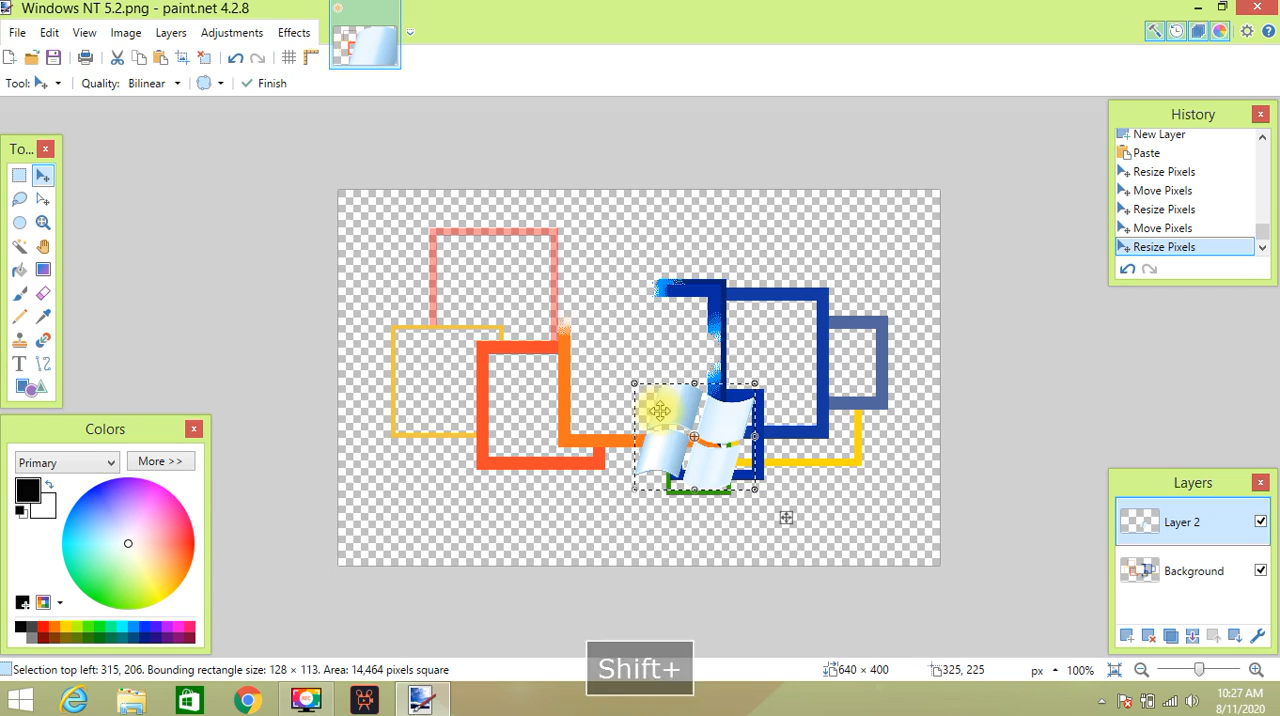 Windows NT 5.2.png - paint.net 4.2.8
File Edit View Image Layers Adjustments Effects
Tool: Quality: Bilinear Finish
To...
History
New Layer
Paste
Resize Pixels
Move Pixels
Resize Pixels
Move Pixels
Resize Pixels
Colors
Primary
More >>
Layers
Layer 2
Background
Shift+
Selection top left: 315, 206. Bounding rectangle size: 128 × 113. Area: 14,464 pixels square
640 × 400
325, 225
px
100%
REC
10:27 AM
8/11/2020